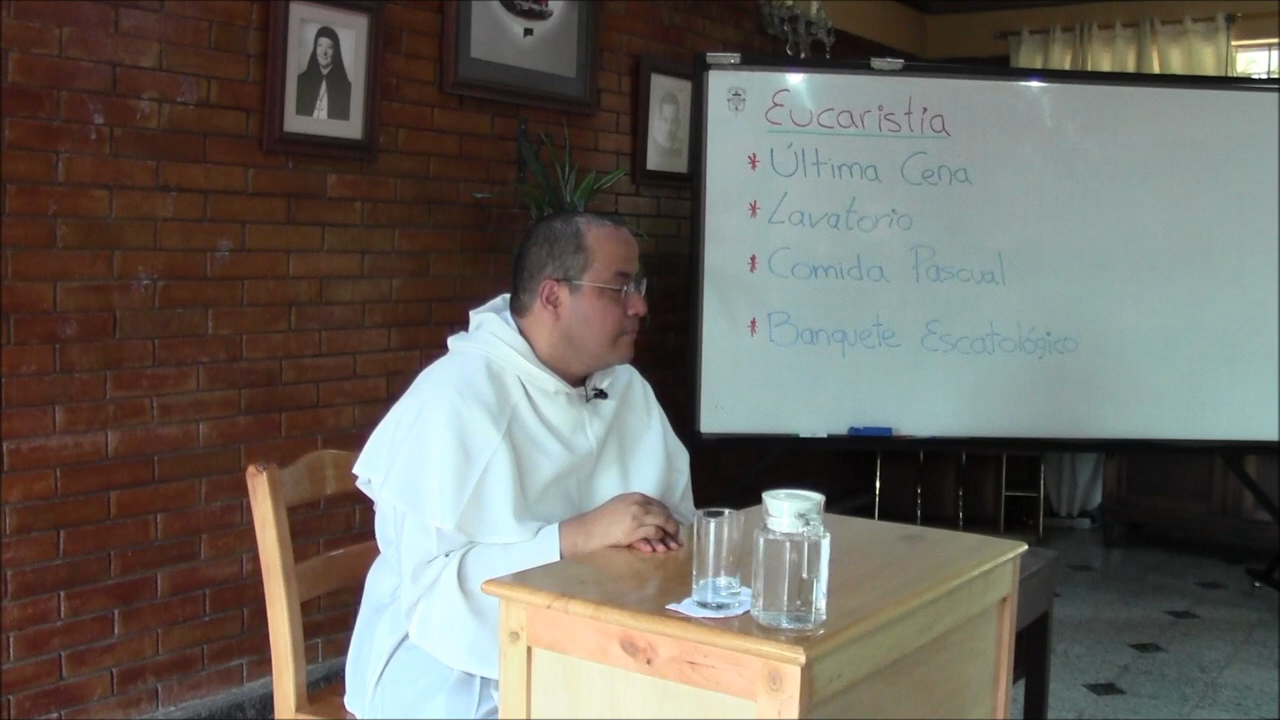 Eucaristía
* Última Cena
* Lavatorio
* Comida Pascual
* Banquete Escatológico